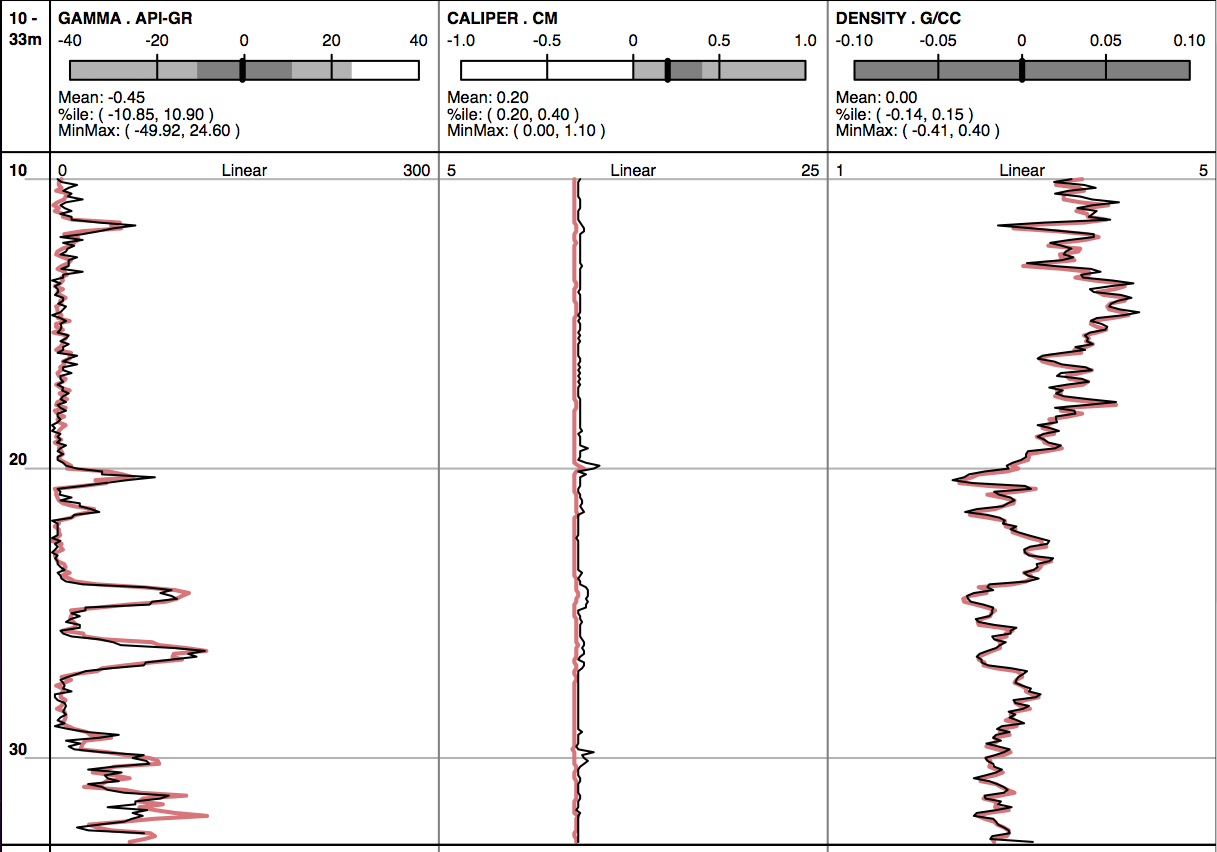 10 - 33m
GAMMA . API-GR
-40 -20 0 20 40
Mean: -0.45
%ile: ( -10.85, 10.90 )
MinMax: ( -49.92, 24.60 )
CALIPER . CM
-1.0 -0.5 0 0.5 1.0
Mean: 0.20
%ile: ( 0.20, 0.40 )
MinMax: ( 0.00, 1.10 )
DENSITY . G/CC
-0.10 -0.05 0 0.05 0.10
Mean: 0.00
%ile: ( -0.14, 0.15 )
MinMax: ( -0.41, 0.40 )
10 0 Linear 300 5 Linear 25 1 Linear 5
20
30